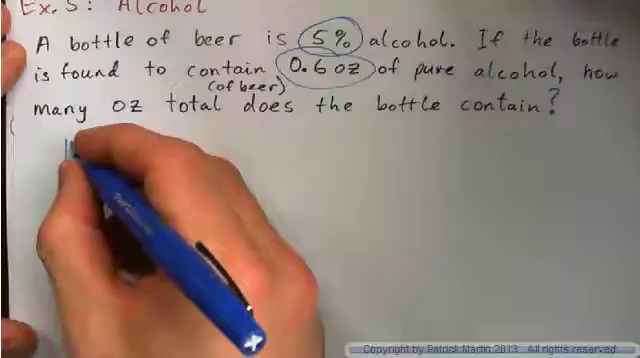 Ex. 5: Alcohol
A bottle of beer is 5% alcohol. If the bottle
is found to contain 0.6 oz of pure alcohol, how
(of beer)
many oz total does the bottle contain?
Copyright by Patrick Martin 2013. All rights reserved